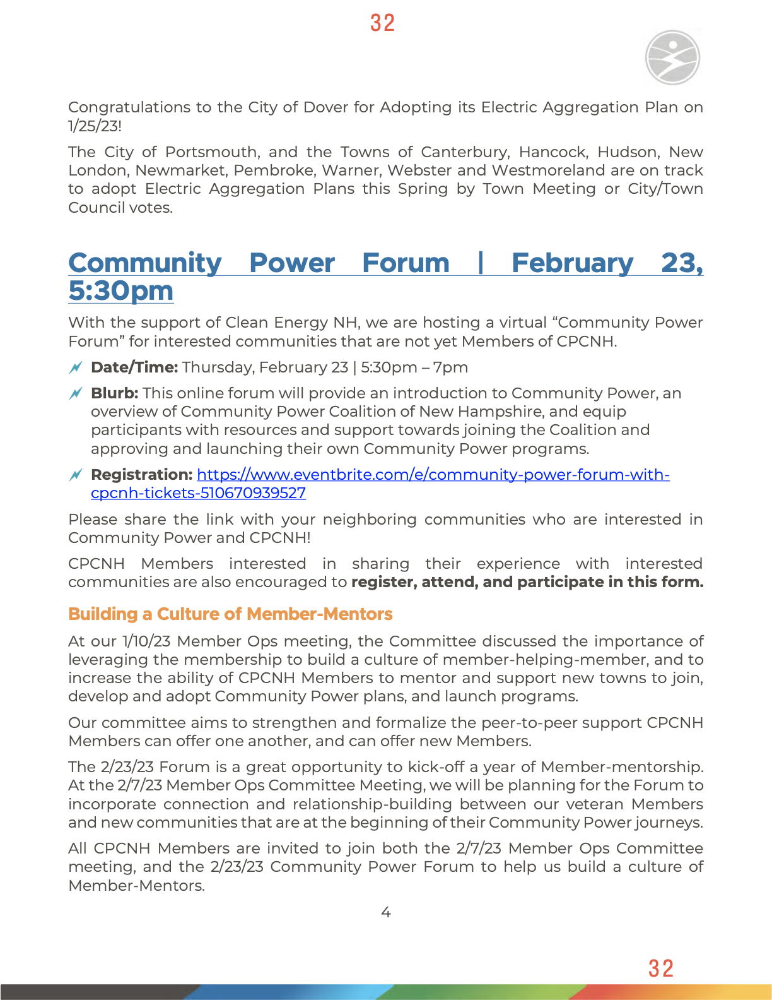 32
Congratulations to the City of Dover for Adopting its Electric Aggregation Plan on
1/25/23!
The City of Portsmouth, and the Towns of Canterbury, Hancock, Hudson, New
London, Newmarket, Pembroke, Warner, Webster and Westmoreland are on track
to adopt Electric Aggregation Plans this Spring by Town Meeting or City/Town
Council votes.
Community Power Forum | February 23,
5:30pm
With the support of Clean Energy NH, we are hosting a virtual “Community Power
Forum” for interested communities that are not yet Members of CPCNH.
Date/Time: Thursday, February 23 | 5:30pm – 7pm
Blurb: This online forum will provide an introduction to Community Power, an
overview of Community Power Coalition of New Hampshire, and equip
participants with resources and support towards joining the Coalition and
approving and launching their own Community Power programs.
Registration: https://www.eventbrite.com/e/community-power-forum-with-
cpcnh-tickets-510670939527
Please share the link with your neighboring communities who are interested in
Community Power and CPCNH!
CPCNH Members interested in sharing their experience with interested
communities are also encouraged to register, attend, and participate in this form.
Building a Culture of Member-Mentors
At our 1/10/23 Member Ops meeting, the Committee discussed the importance of
leveraging the membership to build a culture of member-helping-member, and to
increase the ability of CPCNH Members to mentor and support new towns to join,
develop and adopt Community Power plans, and launch programs.
Our committee aims to strengthen and formalize the peer-to-peer support CPCNH
Members can offer one another, and can offer new Members.
The 2/23/23 Forum is a great opportunity to kick-off a year of Member-mentorship.
At the 2/7/23 Member Ops Committee Meeting, we will be planning for the Forum to
incorporate connection and relationship-building between our veteran Members
and new communities that are at the beginning of their Community Power journeys.
All CPCNH Members are invited to join both the 2/7/23 Member Ops Committee
meeting, and the 2/23/23 Community Power Forum to help us build a culture of
Member-Mentors.
4
32